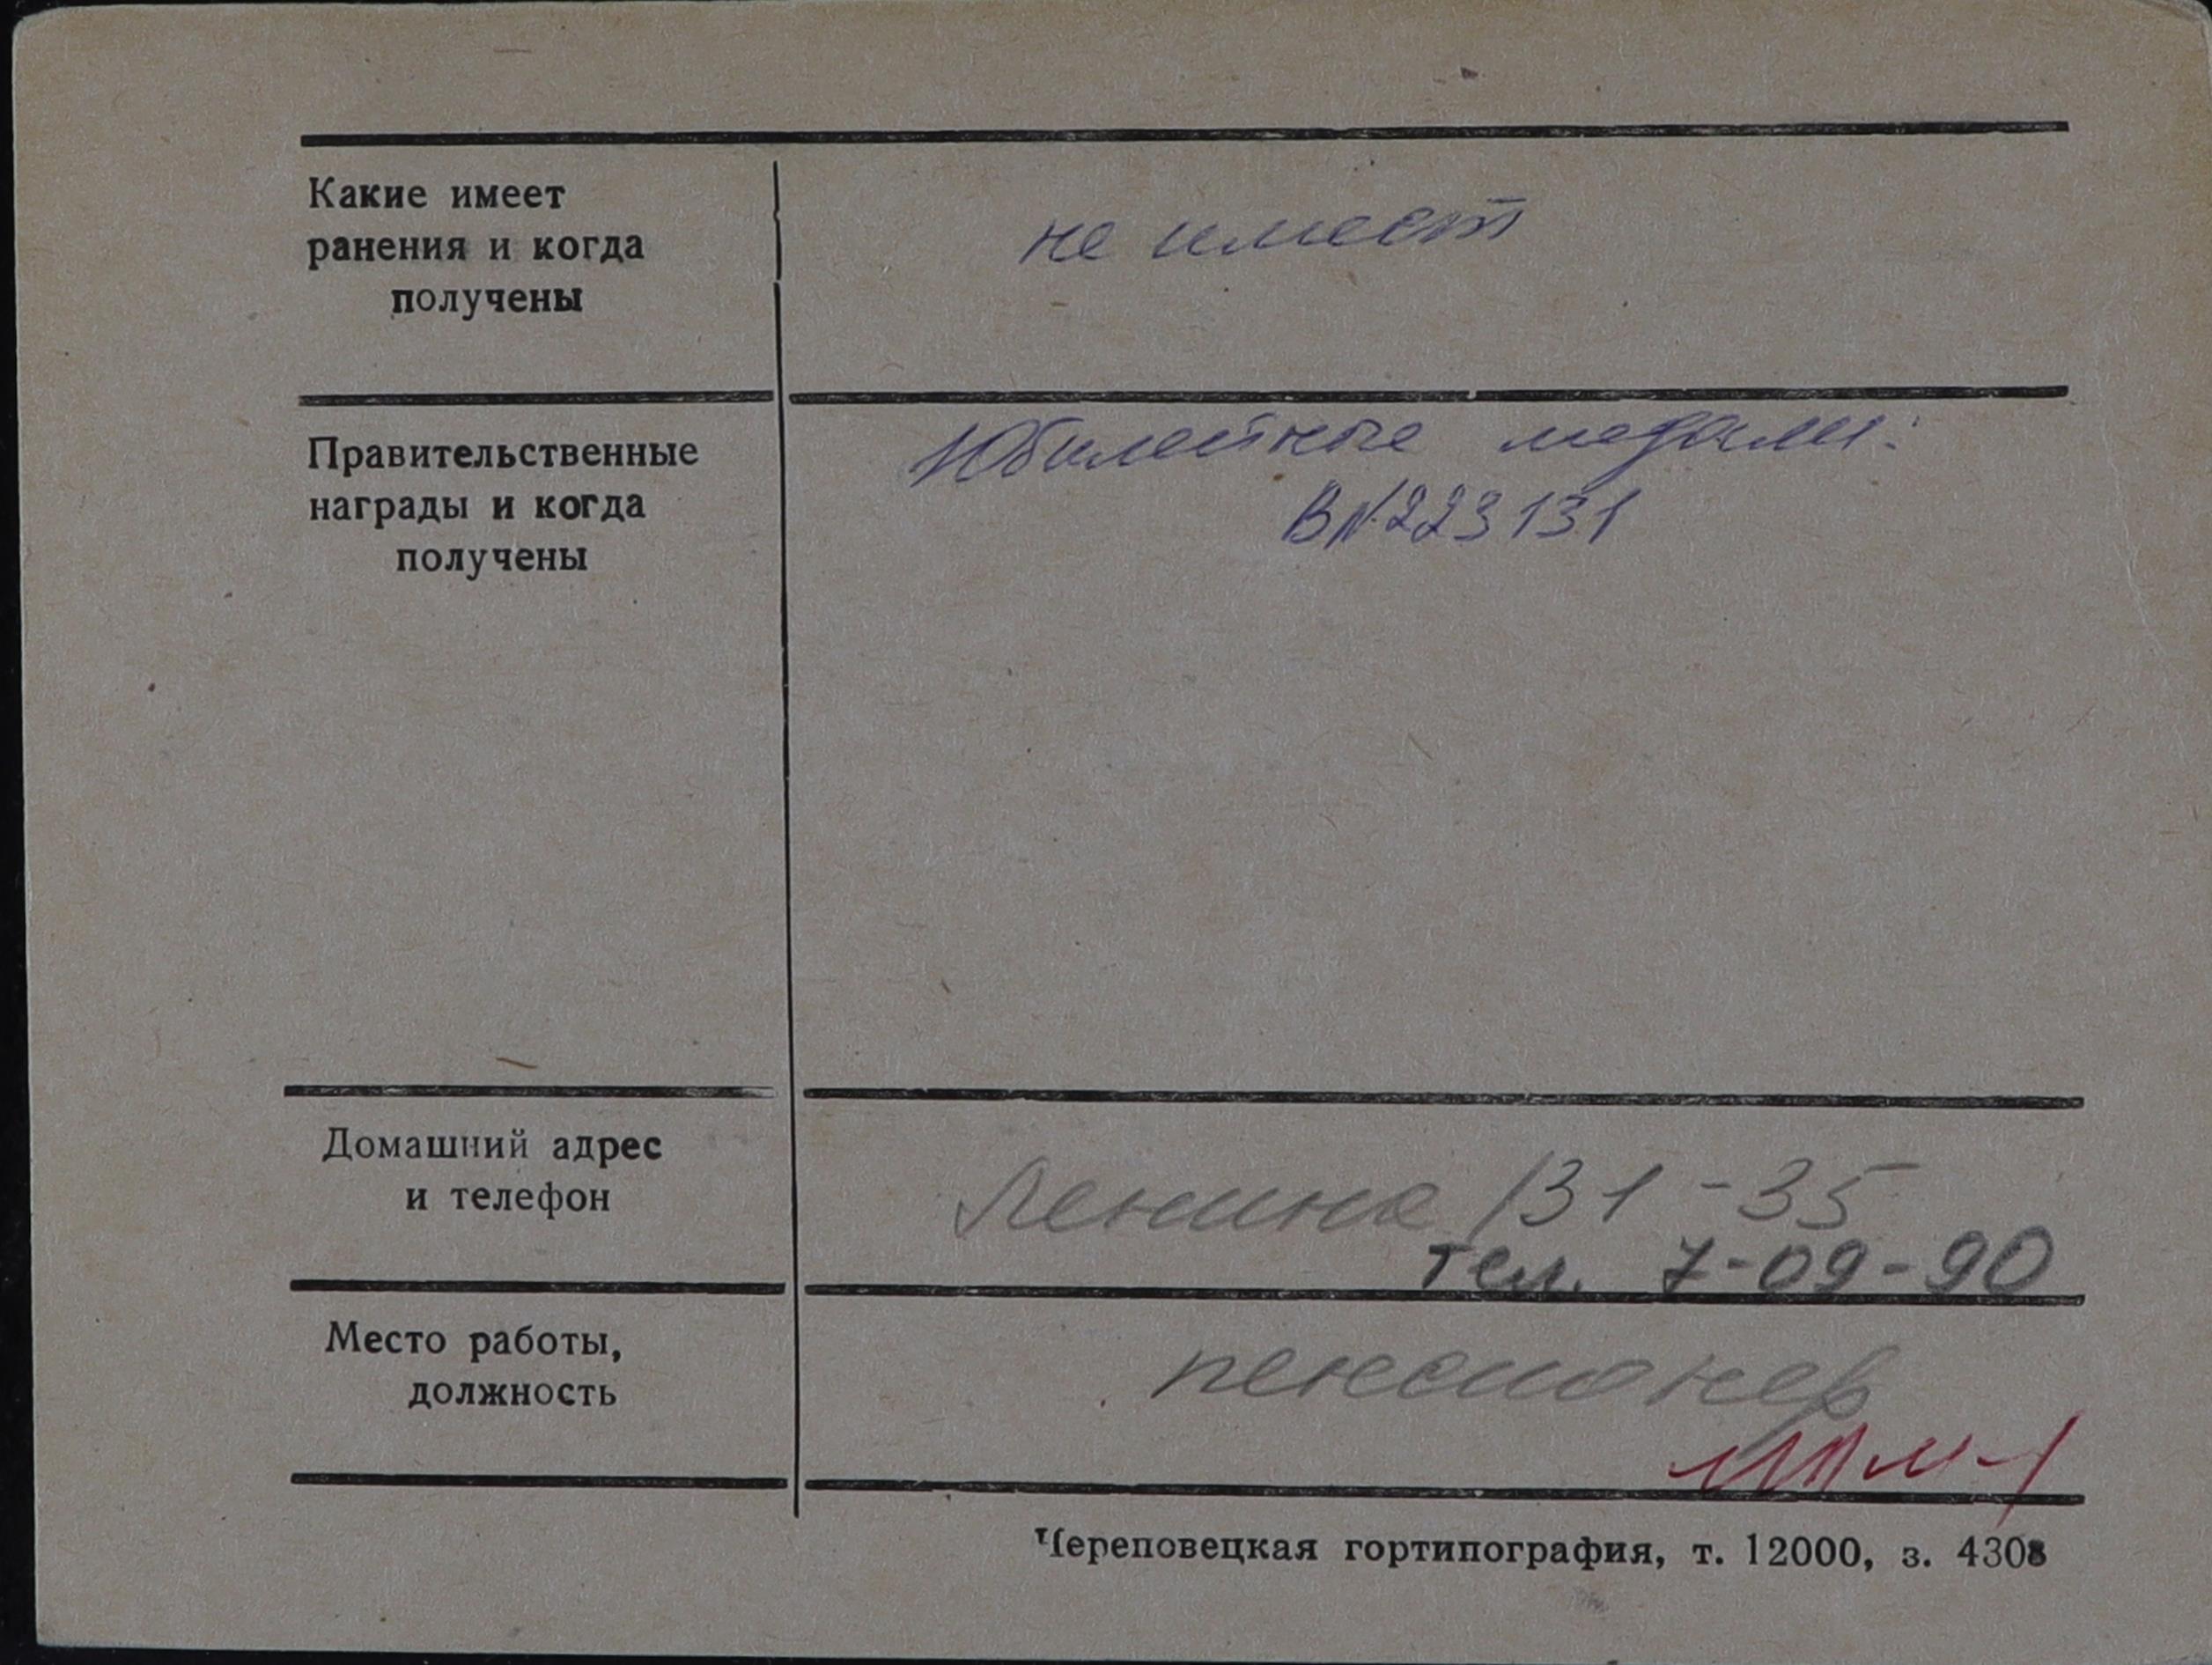 Какие имеет
ранения и когда
получены
не имеет
Правительственные
награды и когда
получены
Юбилейные медали:
В№ 223131
Домашний адрес
и телефон
Ленина 131-35
тел. 7-09-90
Место работы,
должность
пенсионер
Череповецкая гортипография, т. 12000, з. 4308